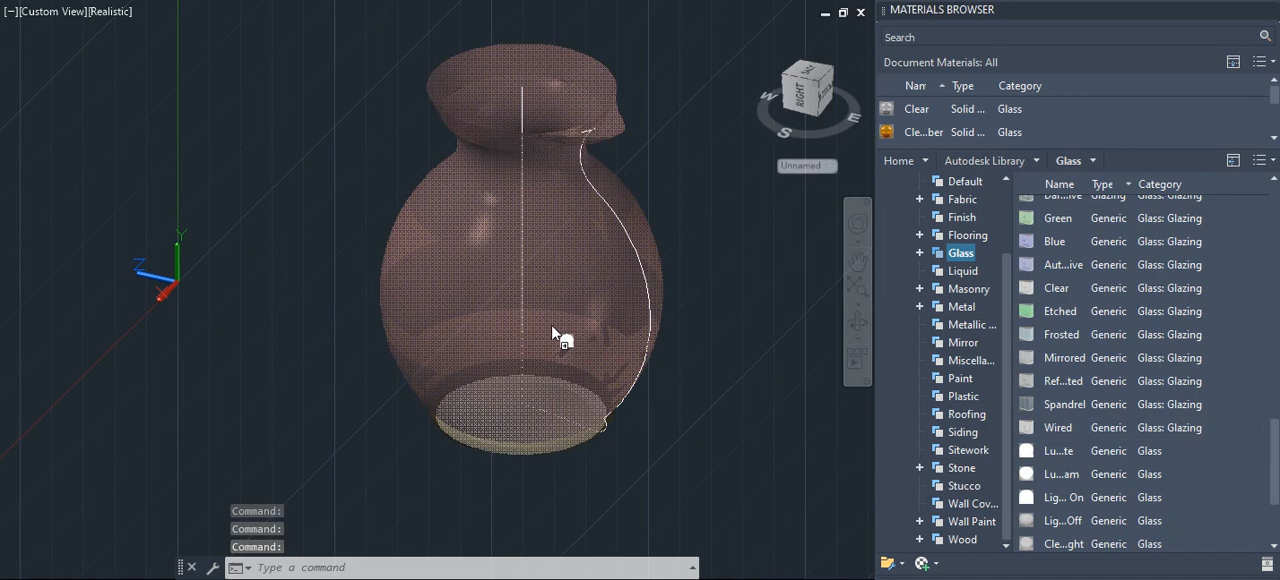 [−][Custom View][Realistic]
MATERIALS BROWSER
Search
Document Materials: All
Nam Type Category
Clear Solid ... Glass
Cle...ber Solid ... Glass
Home Autodesk Library Glass
Default
Fabric
Finish
Flooring
Glass
Liquid
Masonry
Metal
Metallic ...
Mirror
Miscella...
Paint
Plastic
Roofing
Siding
Sitework
Stone
Stucco
Wall Cov...
Wall Paint
Wood
Name Type Category
Dar...ive Glazing Glass: Glazing
Green Generic Glass: Glazing
Blue Generic Glass: Glazing
Aut...ive Generic Glass: Glazing
Clear Generic Glass: Glazing
Etched Generic Glass: Glazing
Frosted Generic Glass: Glazing
Mirrored Generic Glass: Glazing
Ref...ted Generic Glass: Glazing
Spandrel Generic Glass: Glazing
Wired Generic Glass: Glazing
Lu...te Generic Glass
Lu...am Generic Glass
Lig... On Generic Glass
Lig...Off Generic Glass
Cle...ght Generic Glass
RIGHT
BACK
W
S
E
Unnamed
Y
Z
X
Command:
Command:
Command:
Type a command